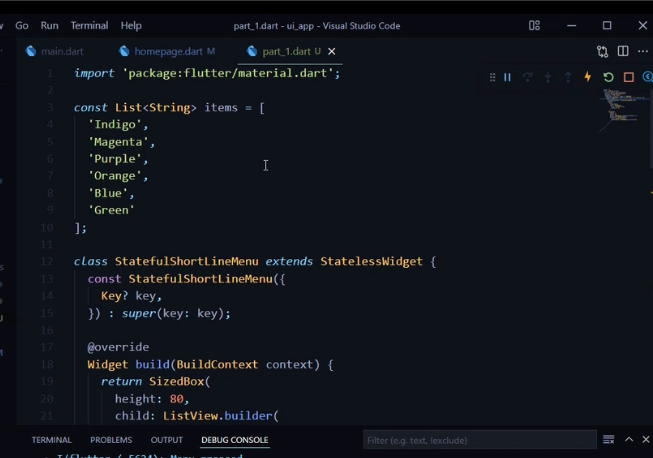 Go Run Terminal Help part_1.dart - ui_app - Visual Studio Code
main.dart homepage.dart M part_1.dart U
1 import 'package:flutter/material.dart';
2
3 const List<String> items = [
4 'Indigo',
5 'Magenta',
6 'Purple',
7 'Orange',
8 'Blue',
9 'Green'
10 ];
11
12 class StatefulShortLineMenu extends StatelessWidget {
13 const StatefulShortLineMenu({
14 Key? key,
15 }) : super(key: key);
16
17 @override
18 Widget build(BuildContext context) {
19 return SizedBox(
20 height: 80,
21 child: ListView.builder(
TERMINAL PROBLEMS OUTPUT DEBUG CONSOLE Filter (e.g. text, !exclude)
I/flutter ( 5624): Menu pressed